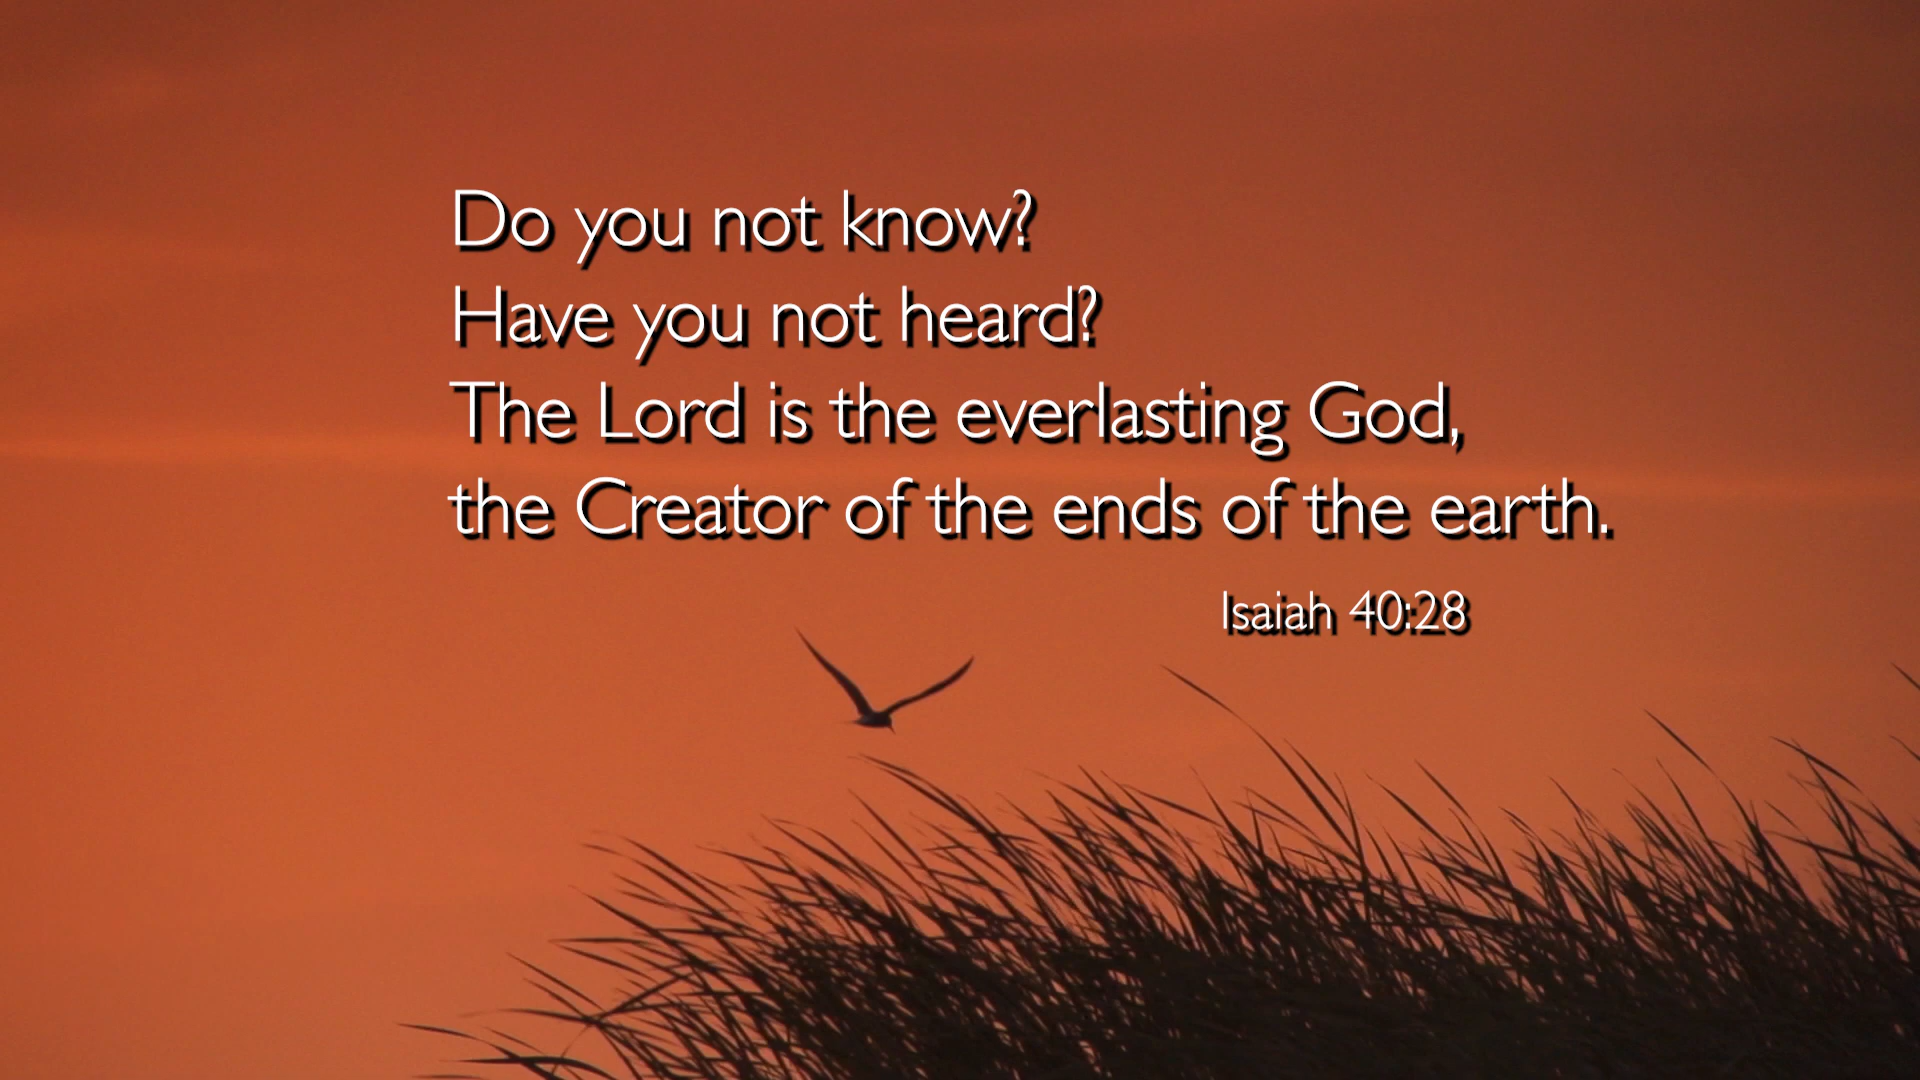 Do you not know?
Have you not heard?
The Lord is the everlasting God,
the Creator of the ends of the earth.
Isaiah 40:28